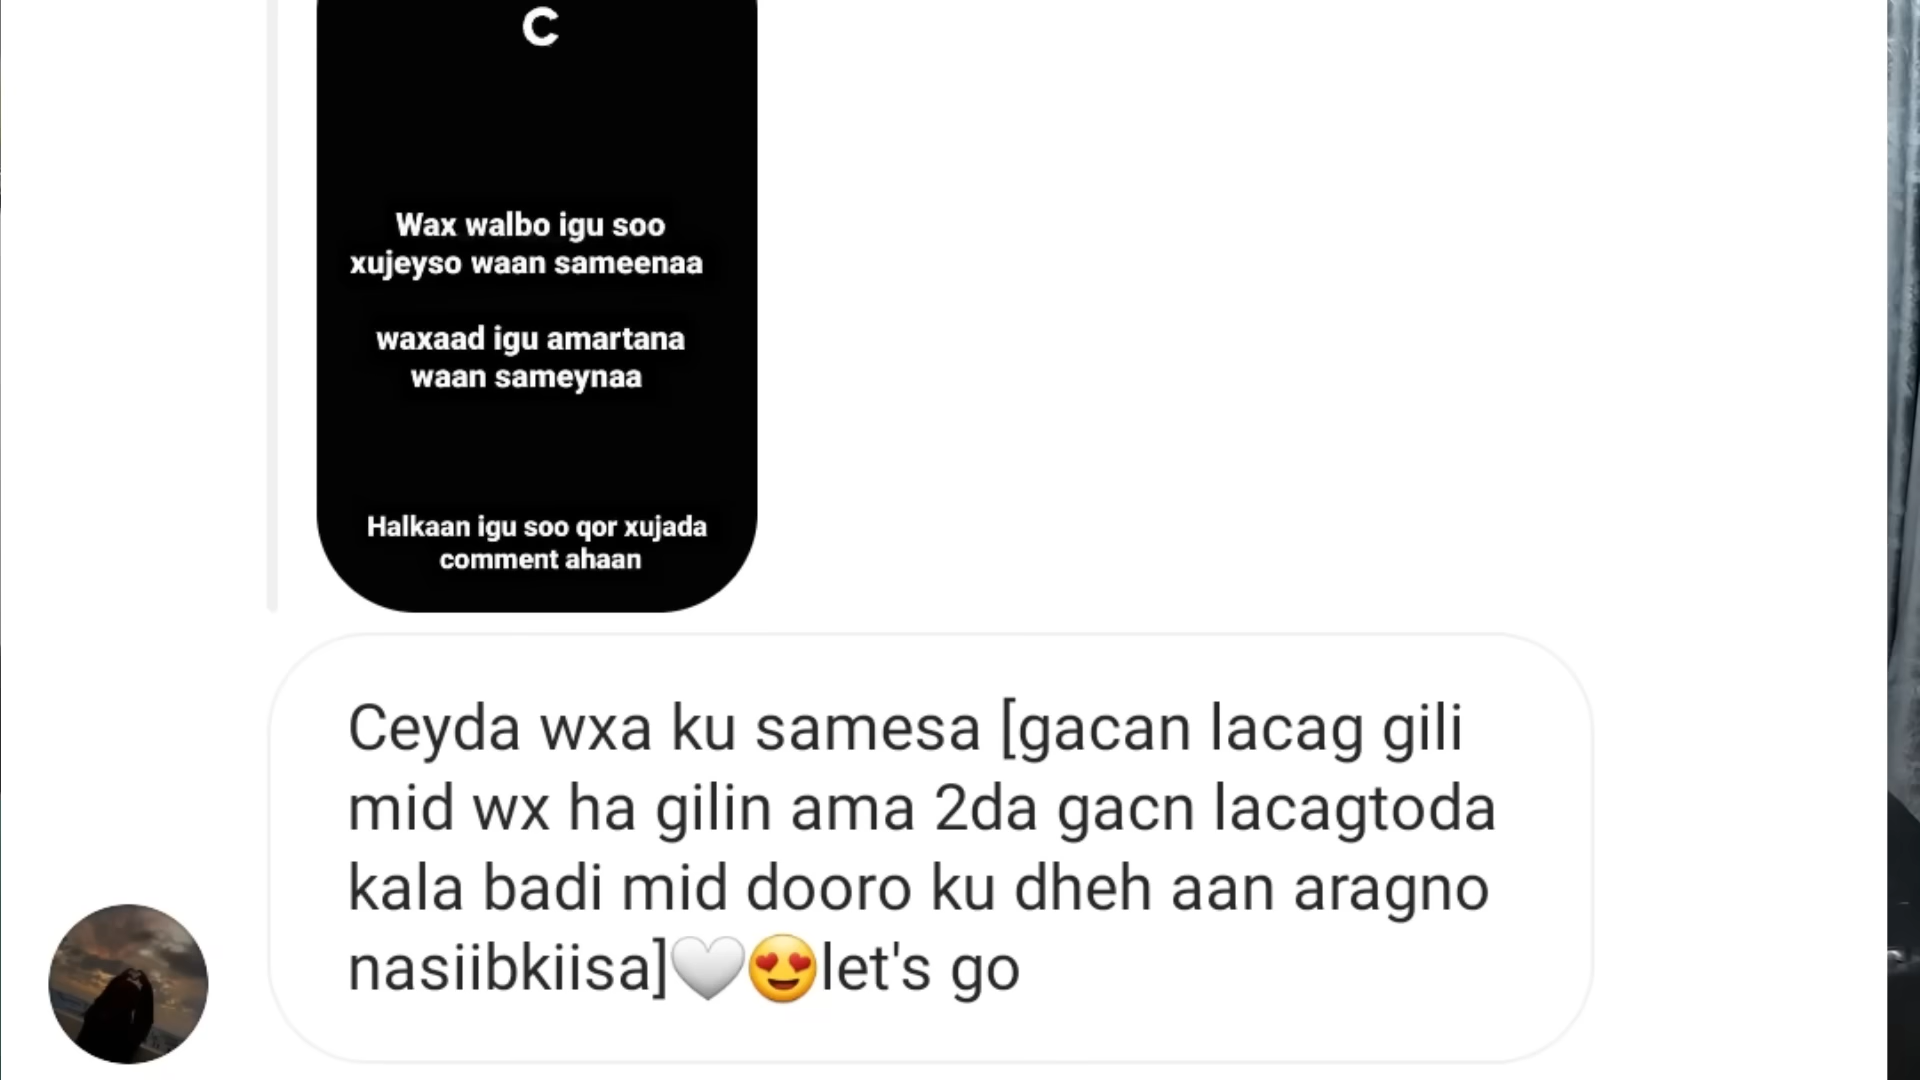 C
Wax walbo igu soo
xujeyso waan sameenaa
waxaad igu amartana
waan sameynaa
Halkaan igu soo qor xujada
comment ahaan
Ceyda wxa ku samesa [gacan lacag gili
mid wx ha gilin ama 2da gacn lacagtoda
kala badi mid dooro ku dheh aan aragno
nasiibkiisa]🤍😍let's go